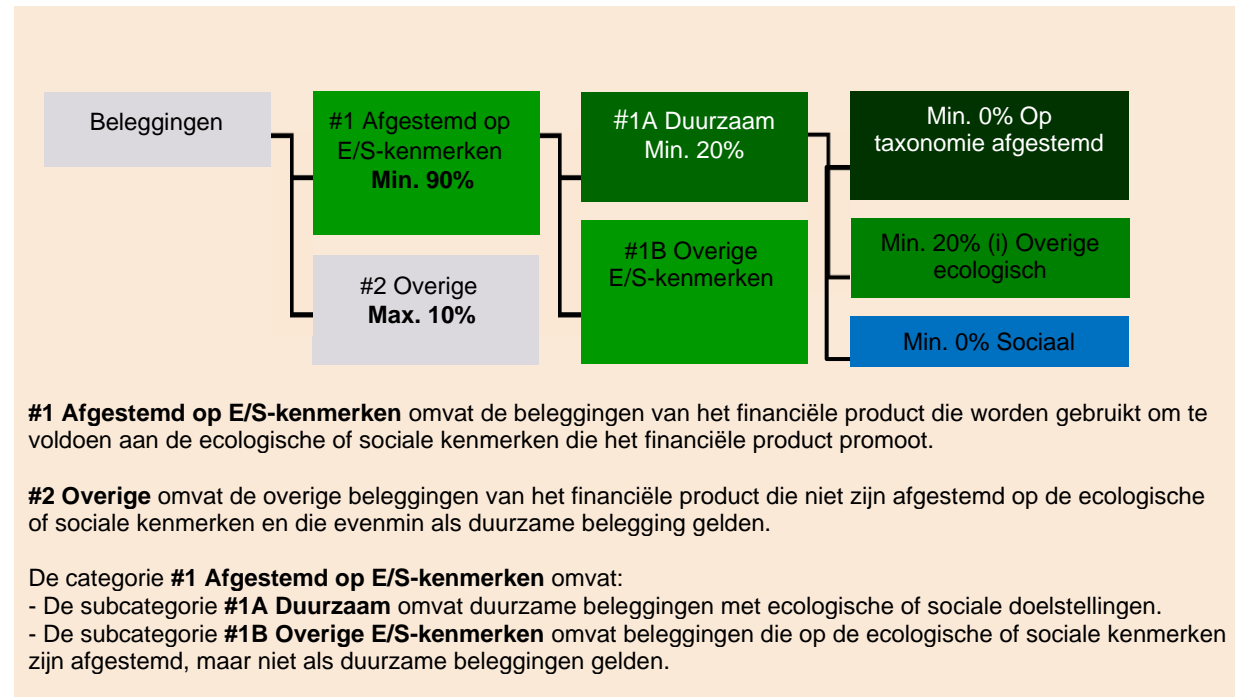 Beleggingen
#1 Afgestemd op
E/S-kenmerken
Min. 90%
#2 Overige
Max. 10%
#1A Duurzaam
Min. 20%
#1B Overige
E/S-kenmerken
Min. 0% Op
taxonomie afgestemd
Min. 20% (i) Overige
ecologisch
Min. 0% Sociaal
#1 Afgestemd op E/S-kenmerken omvat de beleggingen van het financiële product die worden gebruikt om te
voldoen aan de ecologische of sociale kenmerken die het financiële product promoot.
#2 Overige omvat de overige beleggingen van het financiële product die niet zijn afgestemd op de ecologische
of sociale kenmerken en die evenmin als duurzame belegging gelden.
De categorie #1 Afgestemd op E/S-kenmerken omvat:
- De subcategorie #1A Duurzaam omvat duurzame beleggingen met ecologische of sociale doelstellingen.
- De subcategorie #1B Overige E/S-kenmerken omvat beleggingen die op de ecologische of sociale kenmerken
zijn afgestemd, maar niet als duurzame beleggingen gelden.